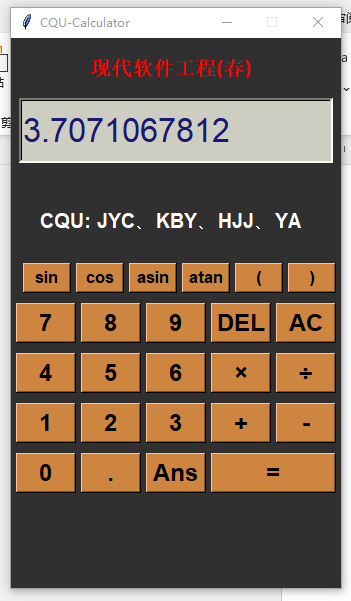 CQU-Calculator
现代软件工程(春)
3.7071067812
CQU: JYC、KBY、HJJ、YA
sin cos asin atan ( )
7 8 9 DEL AC
4 5 6 × ÷
1 2 3 + -
0 . Ans =